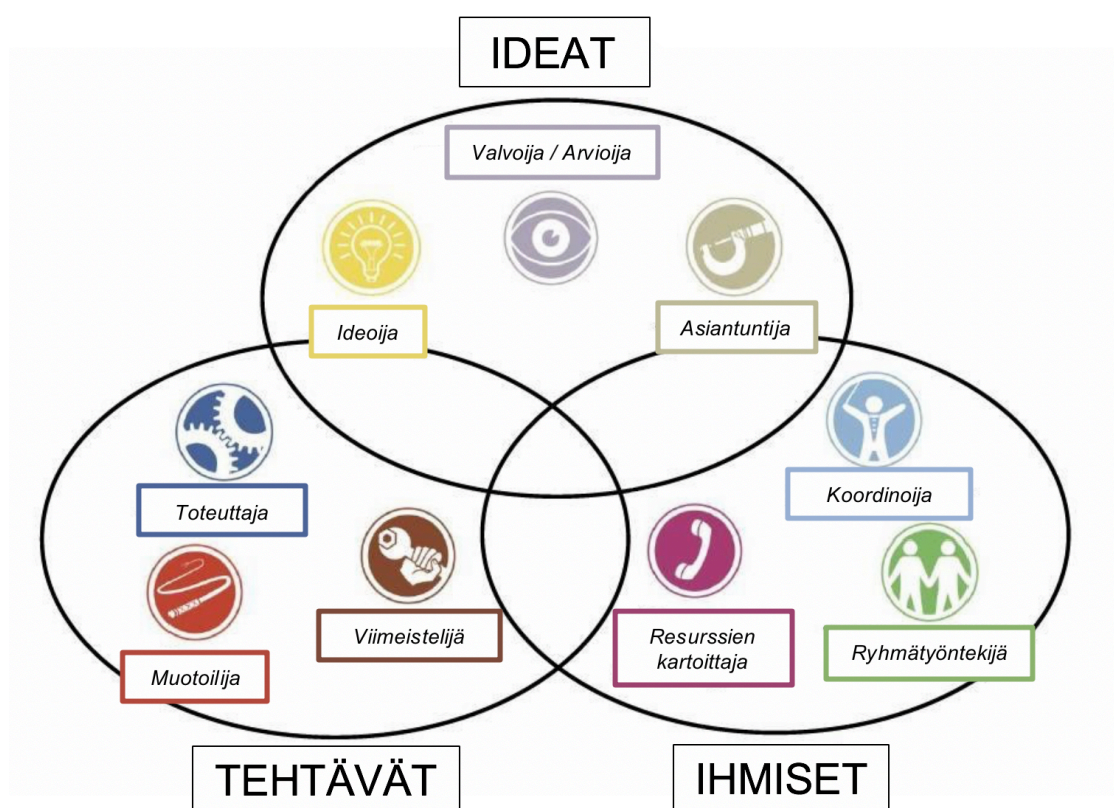 IDEAT
Valvoija / Arvioija
Ideoija
Asiantuntija
Toteuttaja
Koordinoija
Viimeistelijä
Resurssien
kartoittaja
Ryhmätyöntekijä
Muotoilija
TEHTÄVÄT
IHMISET